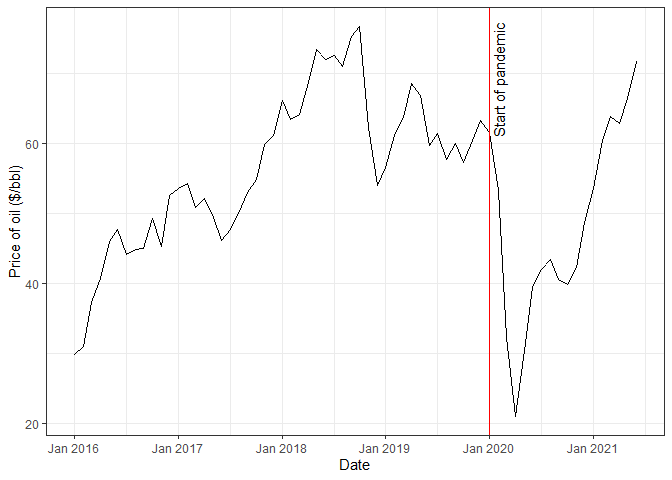 Start of pandemic
Price of oil ($/bbl)
60
40
20
Jan 2016
Jan 2017
Jan 2018
Jan 2019
Jan 2020
Jan 2021
Date